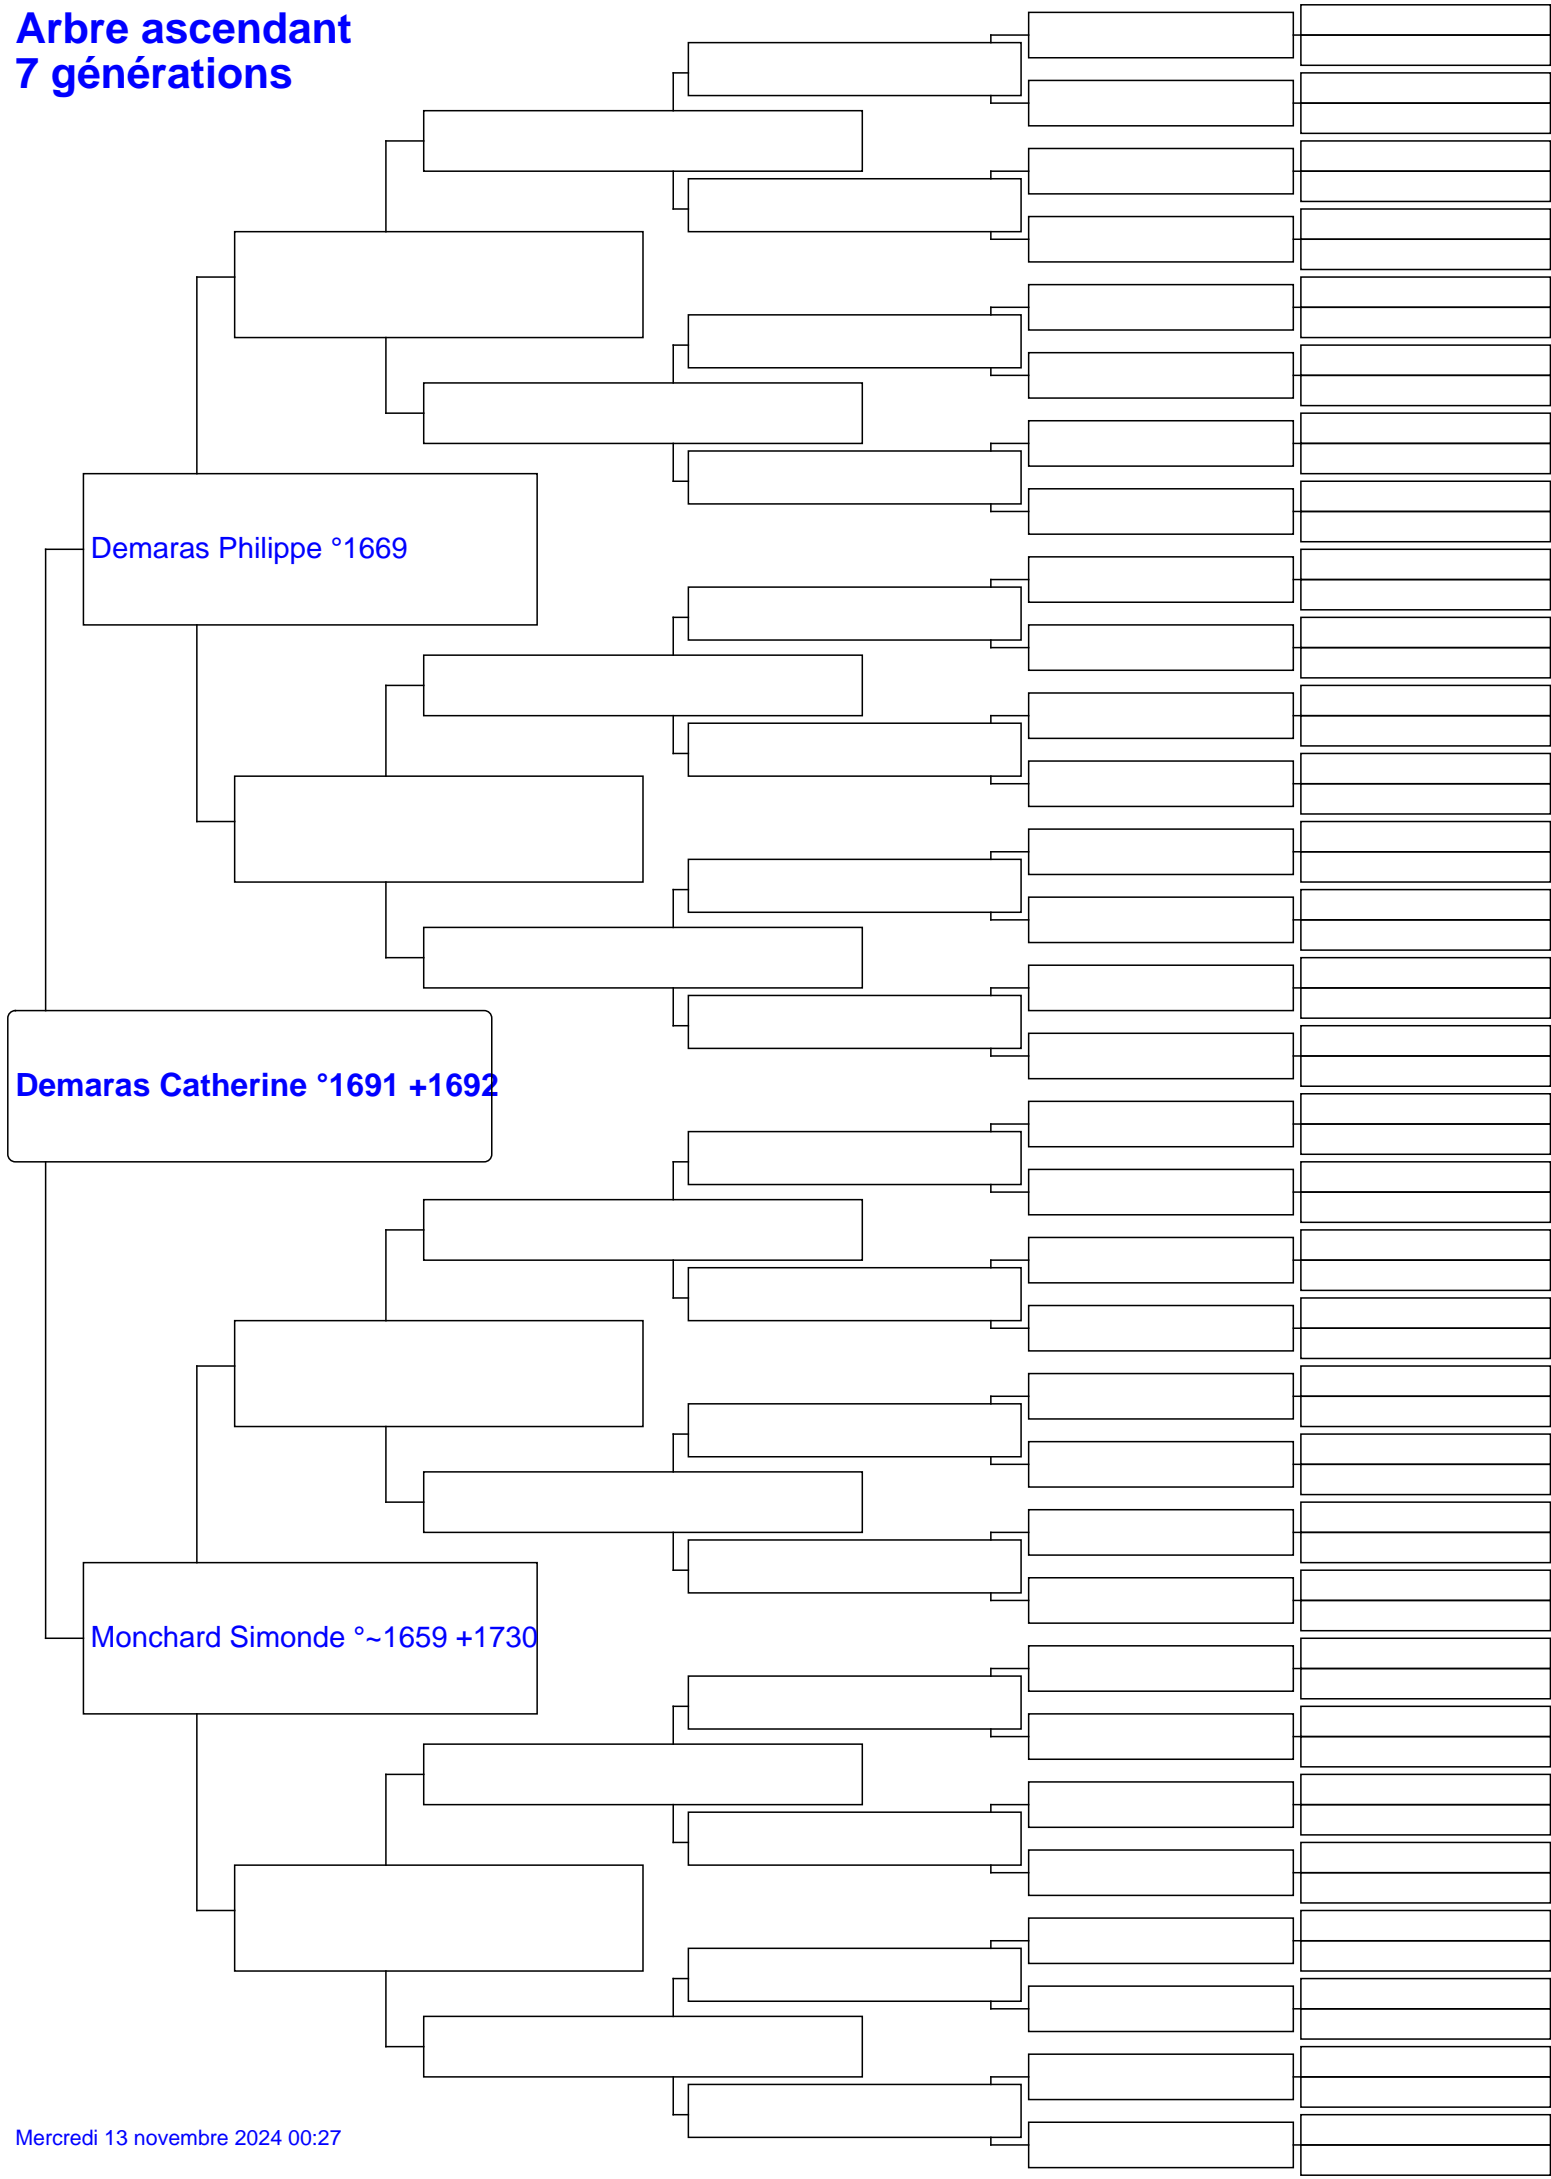 Arbre ascendant
7 générations
Demaras Philippe °1669
Demaras Catherine °1691 +1692
Monchard Simonde °~1659 +1730
Mercredi 13 novembre 2024 00:27